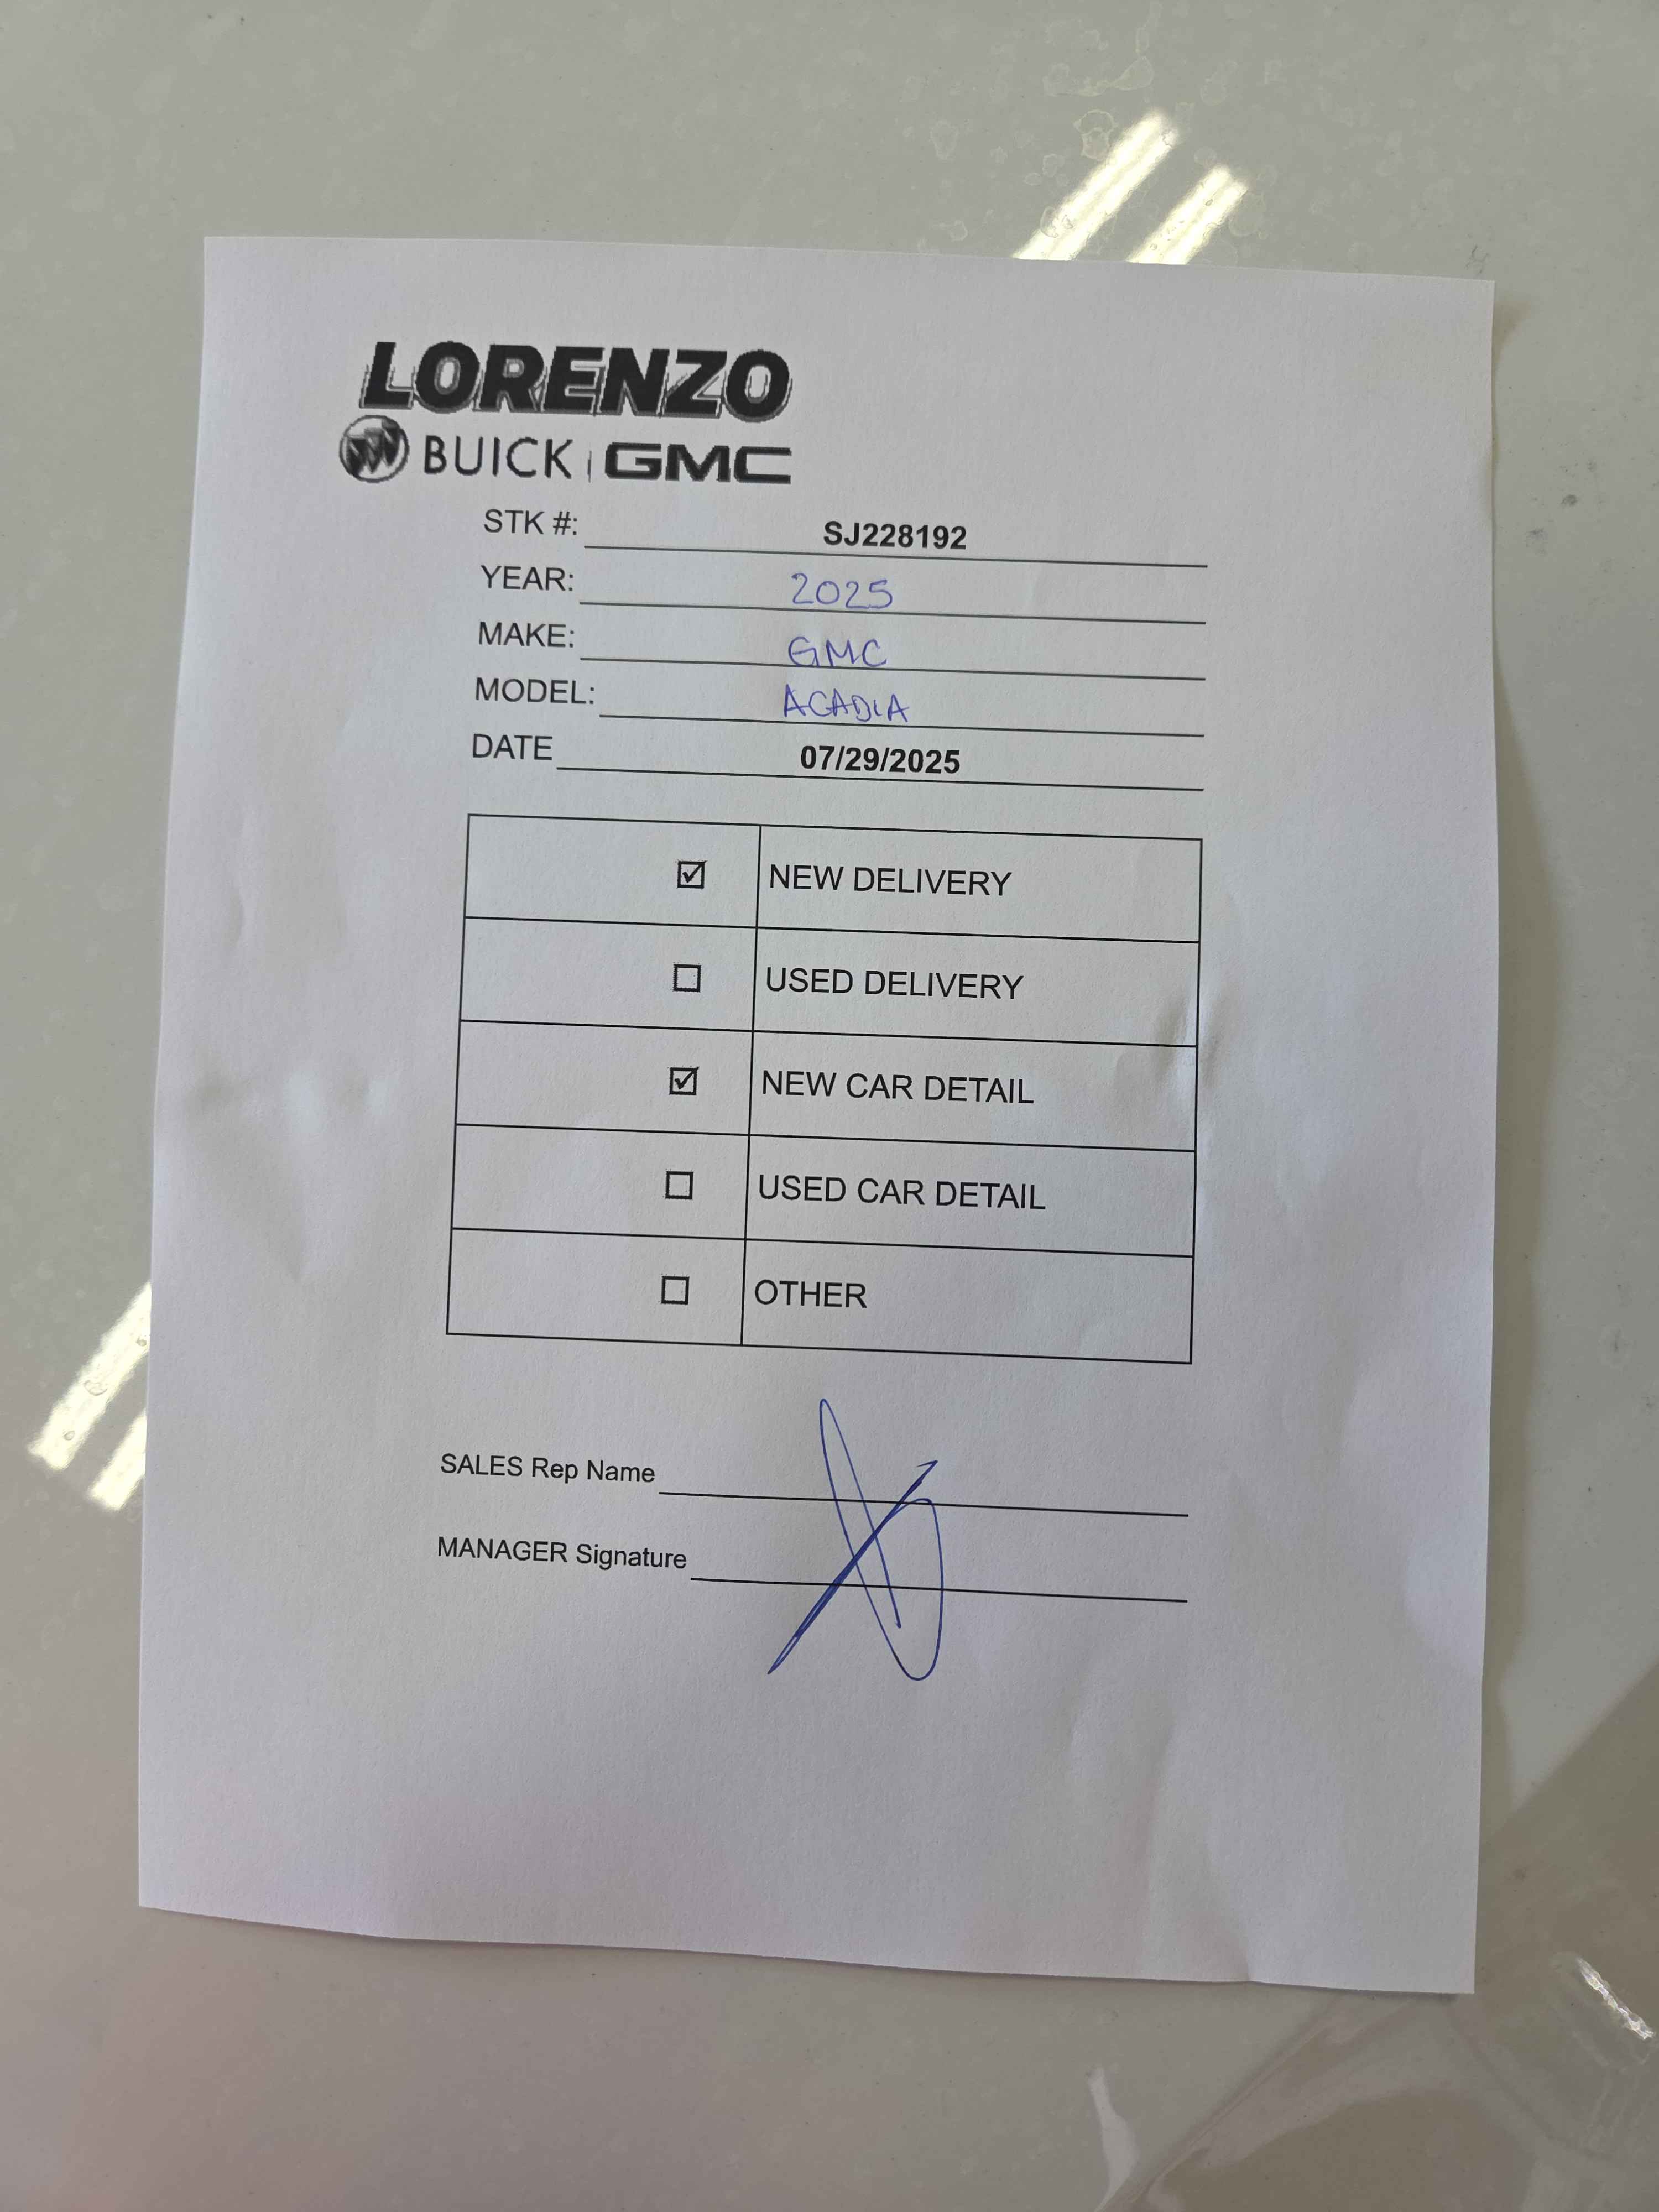 LORENZO
BUICK | GMC
STK #: SJ228192
YEAR: 2025
MAKE: GMC
MODEL: ACADIA
DATE 07/29/2025
☑ NEW DELIVERY
☐ USED DELIVERY
☑ NEW CAR DETAIL
☐ USED CAR DETAIL
☐ OTHER
SALES Rep Name
MANAGER Signature